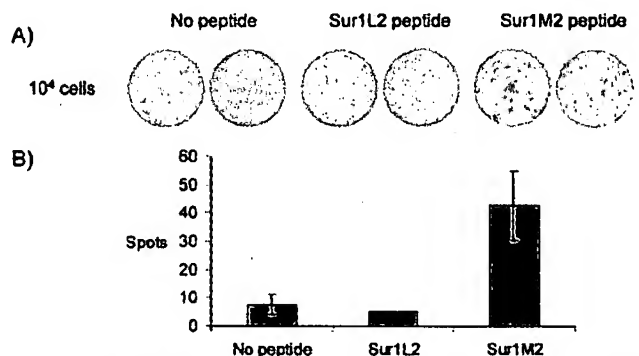 A)
No peptide Sur1L2 peptide Sur1M2 peptide
10⁴ cells
B)
60
50
40
30
20
10
0
Spots
No peptide Sur1L2 Sur1M2